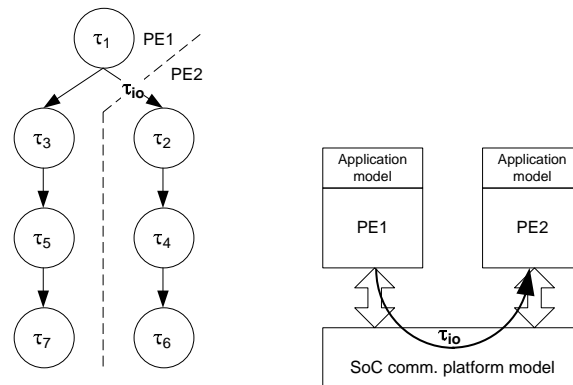 τ1
PE1
PE2
τio
τ3
τ2
τ5
τ4
τ7
τ6
Application
model
Application
model
PE1
PE2
τio
SoC comm. platform model